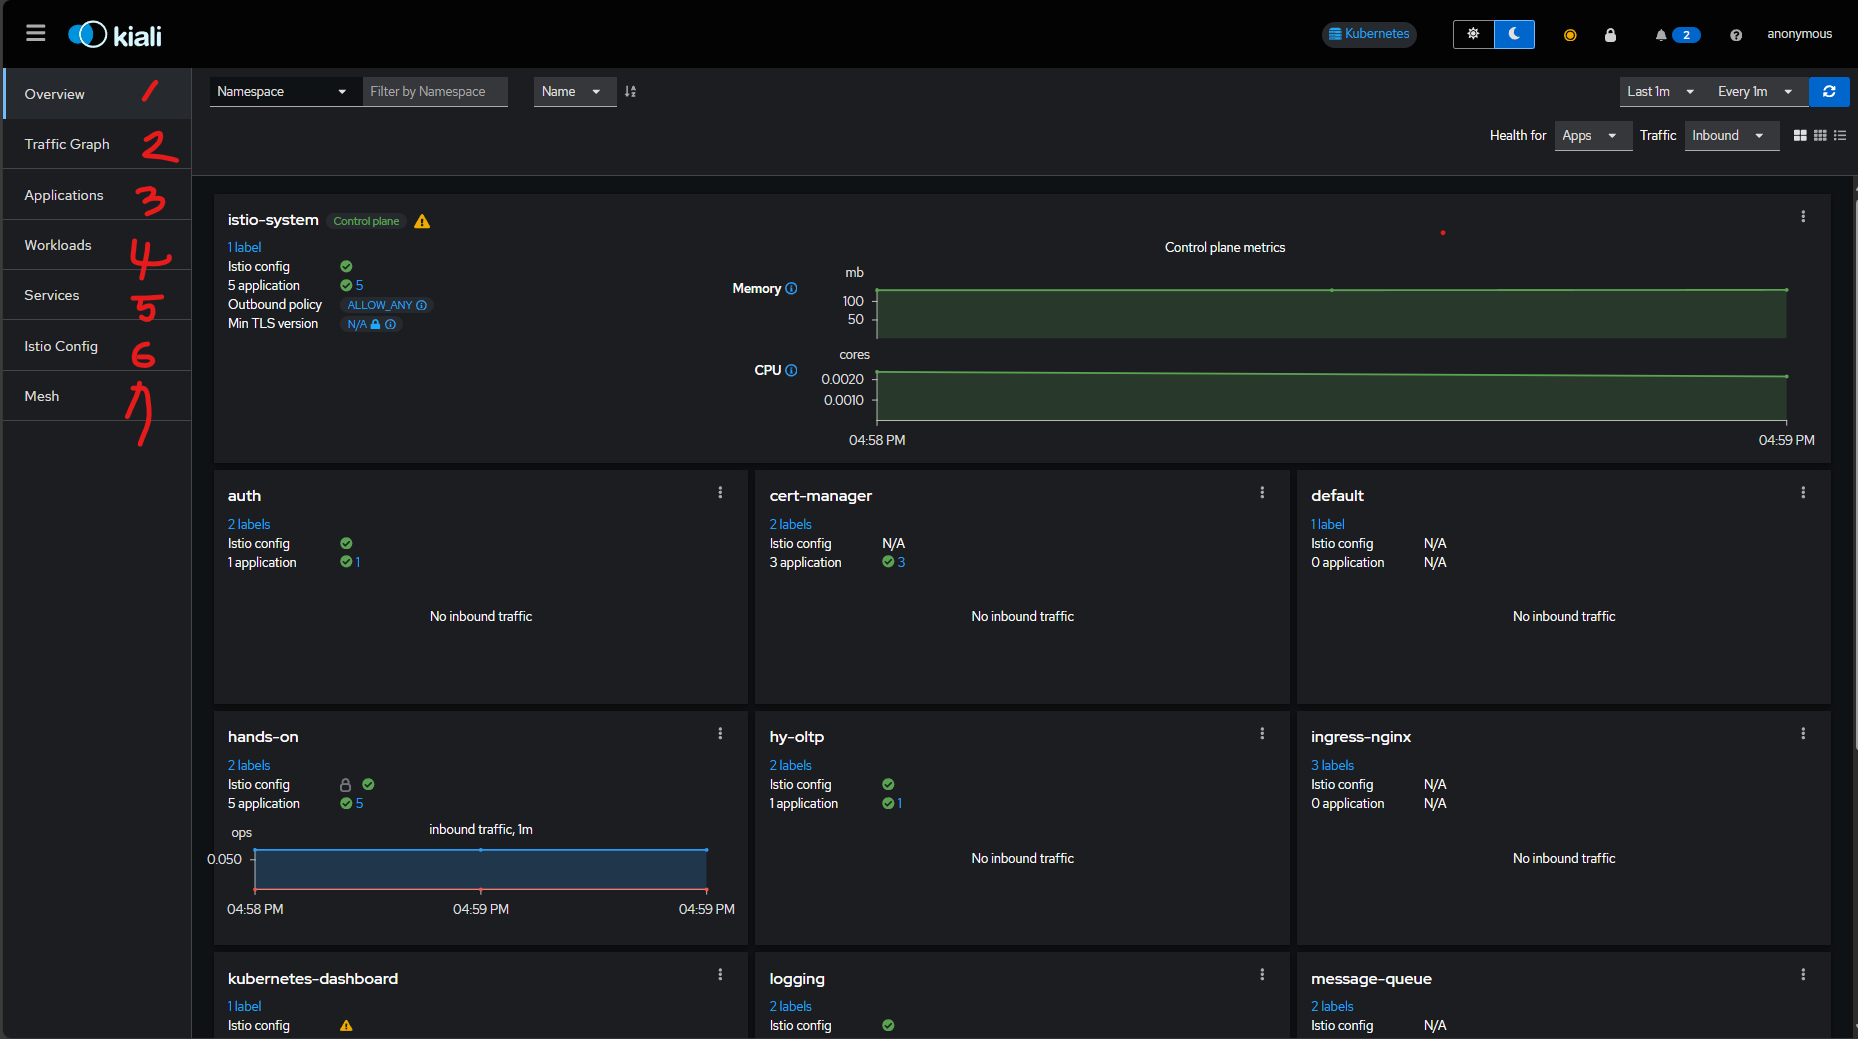 kiali
Kubernetes
2
anonymous
Overview 1
Traffic Graph 2
Applications 3
Workloads 4
Services 5
Istio Config 6
Mesh 7
Namespace Filter by Namespace Name
Last 1m Every 1m
Health for Apps Traffic Inbound
istio-system Control plane
1 label
Istio config
5 application 5
Outbound policy ALLOW_ANY
Min TLS version N/A
Control plane metrics
Memory
mb
100
50
CPU
cores
0.0020
0.0010
04:58 PM 04:59 PM
auth
2 labels
Istio config
1 application 1
No inbound traffic
cert-manager
2 labels
Istio config N/A
3 application 3
No inbound traffic
default
1 label
Istio config N/A
0 application N/A
No inbound traffic
hands-on
2 labels
Istio config
5 application 5
inbound traffic, 1m
ops
0.050
04:58 PM 04:59 PM 04:59 PM
hy-oltp
2 labels
Istio config
1 application 1
No inbound traffic
ingress-nginx
3 labels
Istio config N/A
0 application N/A
No inbound traffic
kubernetes-dashboard
1 label
Istio config
logging
2 labels
Istio config
message-queue
2 labels
Istio config N/A